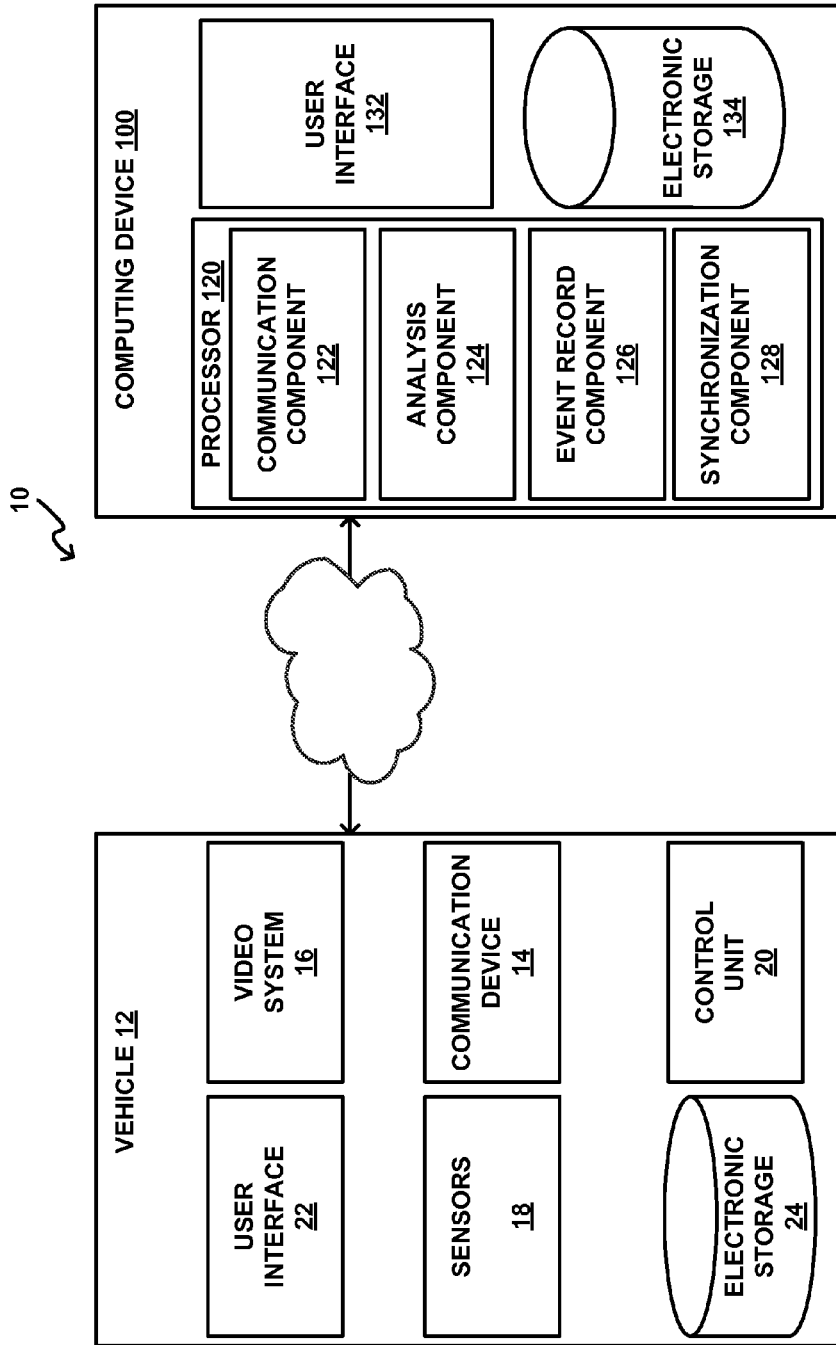 10
VEHICLE 12
USER
INTERFACE
22
VIDEO
SYSTEM
16
SENSORS
18
COMMUNICATION
DEVICE
14
ELECTRONIC
STORAGE
24
CONTROL
UNIT
20
COMPUTING DEVICE 100
PROCESSOR 120
COMMUNICATION
COMPONENT
122
ANALYSIS
COMPONENT
124
EVENT RECORD
COMPONENT
126
SYNCHRONIZATION
COMPONENT
128
USER
INTERFACE
132
ELECTRONIC
STORAGE
134